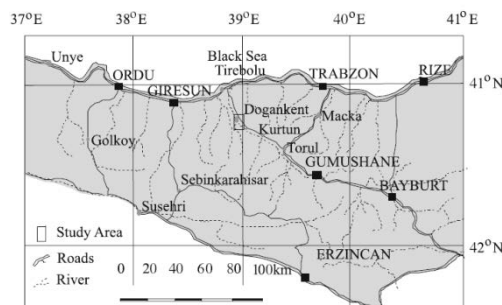 37° 38° 39° 40° 41°
Unye
Black Sea
Tirebolu
ORDU
GIRESUN
TRABZON
RIZE
41°N
Dogankent
Macka
Kurtun
Golkoy
Torul
GUMUSHANE
Sebinkarahisar
BAYBURT
Susehri
Study Area
ERZINCAN
42°N
Roads
River
0 20 40 60 80 100km